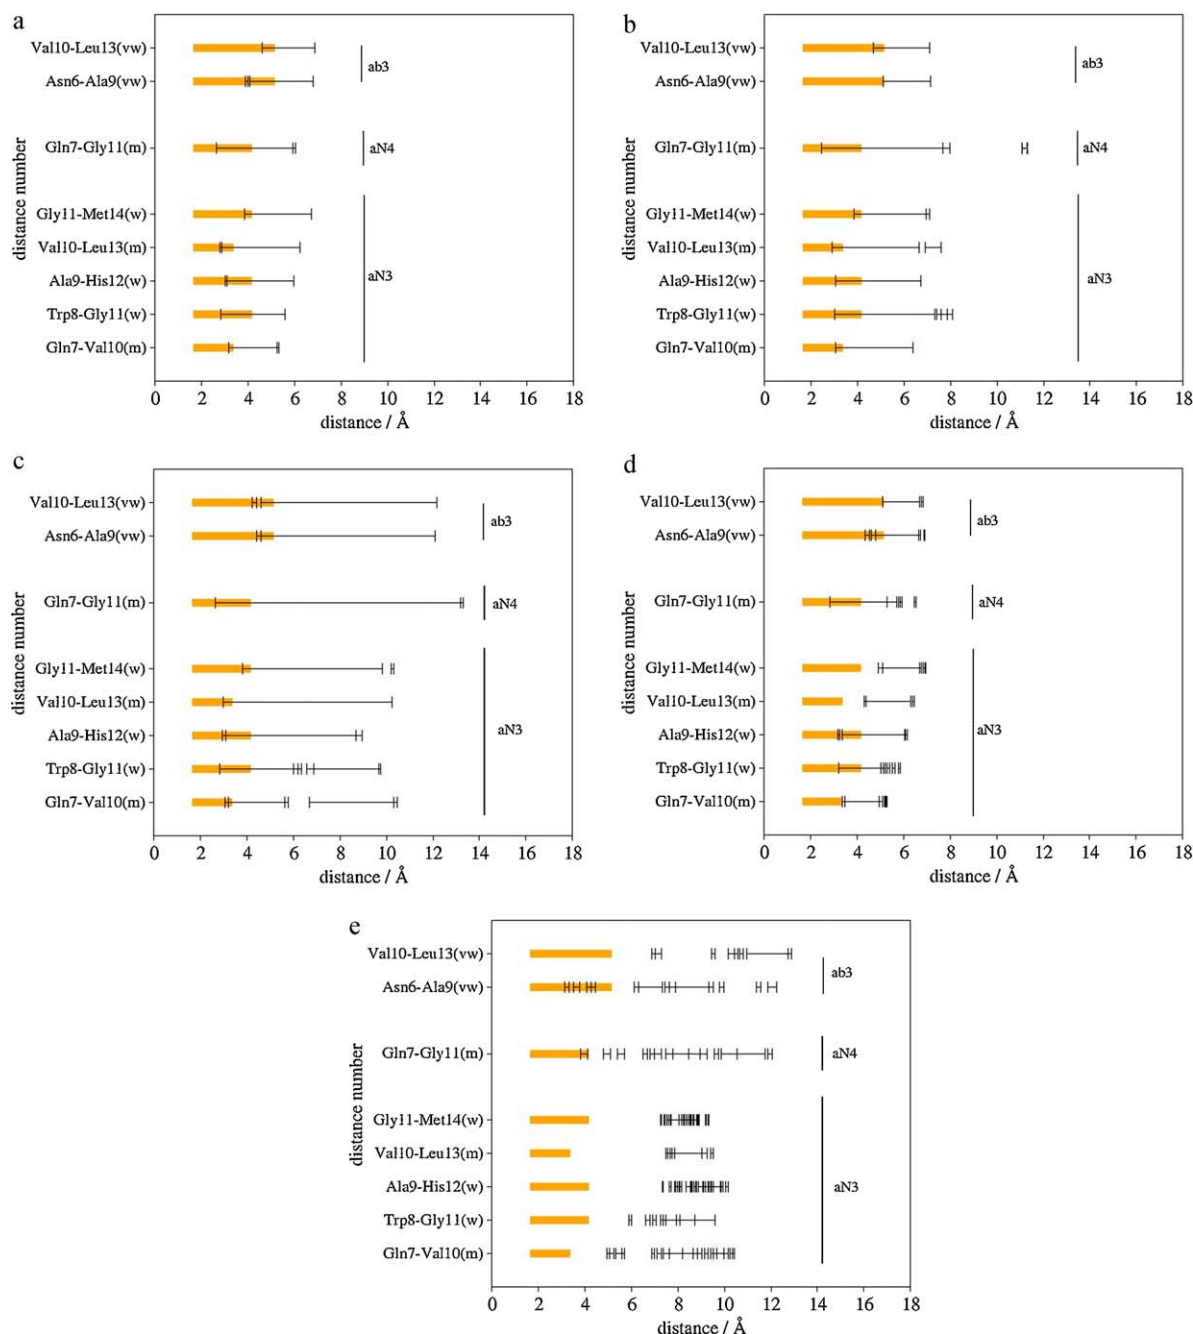 a
Val10-Leu13(vw)
Asn6-Ala9(vw)
ab3
Gln7-Gly11(m)
aN4
Gly11-Met14(w)
Val10-Leu13(m)
Ala9-His12(w)
Trp8-Gly11(w)
Gln7-Val10(m)
aN3
distance number
0 2 4 6 8 10 12 14 16 18
distance / Å
b
Val10-Leu13(vw)
Asn6-Ala9(vw)
ab3
Gln7-Gly11(m)
aN4
Gly11-Met14(w)
Val10-Leu13(m)
Ala9-His12(w)
Trp8-Gly11(w)
Gln7-Val10(m)
aN3
distance number
0 2 4 6 8 10 12 14 16 18
distance / Å
c
Val10-Leu13(vw)
Asn6-Ala9(vw)
ab3
Gln7-Gly11(m)
aN4
Gly11-Met14(w)
Val10-Leu13(m)
Ala9-His12(w)
Trp8-Gly11(w)
Gln7-Val10(m)
aN3
distance number
0 2 4 6 8 10 12 14 16 18
distance / Å
d
Val10-Leu13(vw)
Asn6-Ala9(vw)
ab3
Gln7-Gly11(m)
aN4
Gly11-Met14(w)
Val10-Leu13(m)
Ala9-His12(w)
Trp8-Gly11(w)
Gln7-Val10(m)
aN3
distance number
0 2 4 6 8 10 12 14 16 18
distance / Å
e
Val10-Leu13(vw)
Asn6-Ala9(vw)
ab3
Gln7-Gly11(m)
aN4
Gly11-Met14(w)
Val10-Leu13(m)
Ala9-His12(w)
Trp8-Gly11(w)
Gln7-Val10(m)
aN3
distance number
0 2 4 6 8 10 12 14 16 18
distance / Å